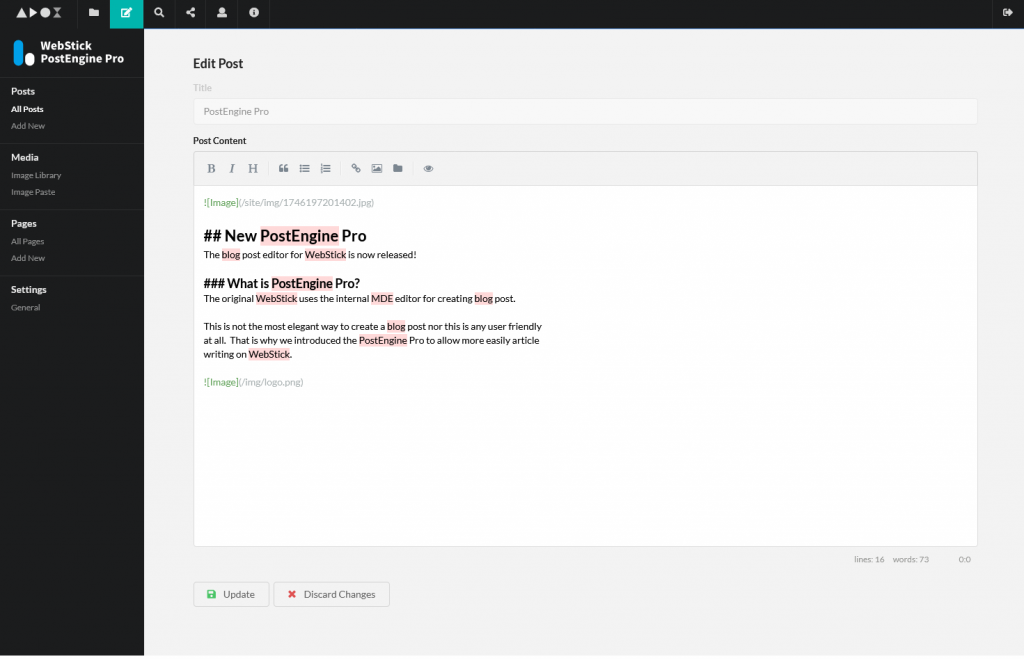 WebStick
PostEngine Pro
Posts
All Posts
Add New
Media
Image Library
Image Paste
Pages
All Pages
Add New
Settings
General
Edit Post
Title
PostEngine Pro
Post Content
B I H
![Image](/site/img/1746197201402.jpg)
## New PostEngine Pro
The blog post editor for WebStick is now released!
### What is PostEngine Pro?
The original WebStick uses the internal MDE editor for creating blog post.
This is not the most elegant way to create a blog post nor this is any user friendly
at all.  That is why we introduced the PostEngine Pro to allow more easily article
writing on WebStick.
![Image](/img/logo.png)
lines: 16 words: 73 0:0
Update Discard Changes